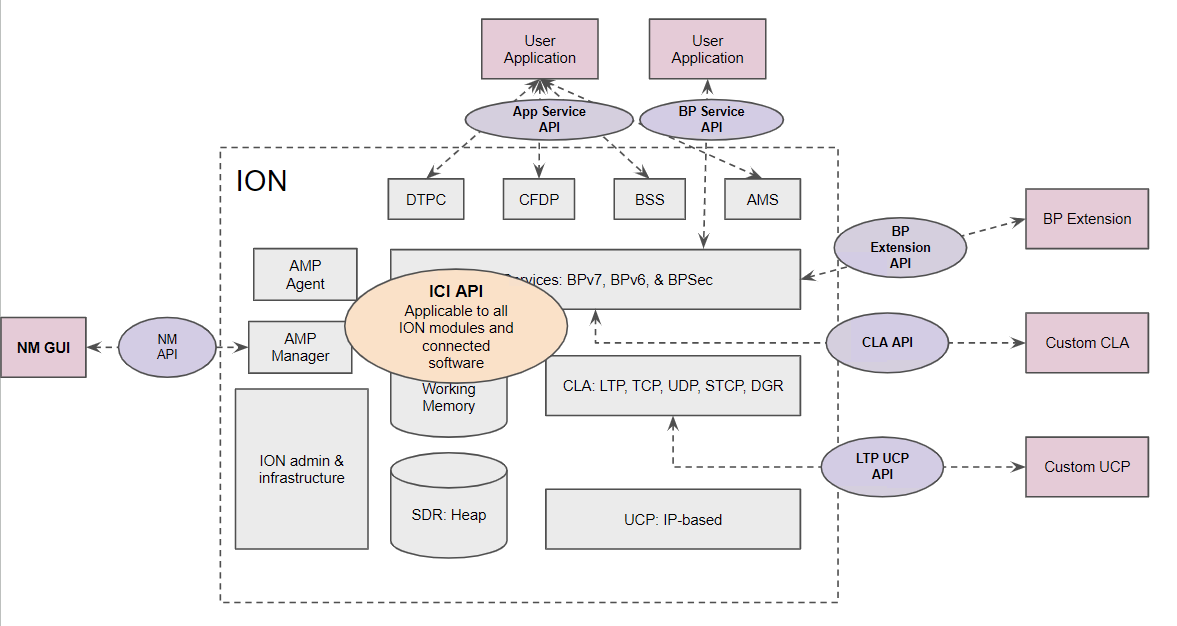 User
Application
User
Application
App Service
API
BP Service
API
ION
DTPC
CFDP
BSS
AMS
BP Extension
BP
Extension
API
AMP
Agent
Services: BPv7, BPv6, & BPSec
ICI API
Applicable to all
ION modules and
connected
software
NM GUI
NM
API
AMP
Manager
CLA API
Custom CLA
Working
Memory
CLA: LTP, TCP, UDP, STCP, DGR
ION admin &
infrastructure
LTP UCP
API
Custom UCP
SDR: Heap
UCP: IP-based